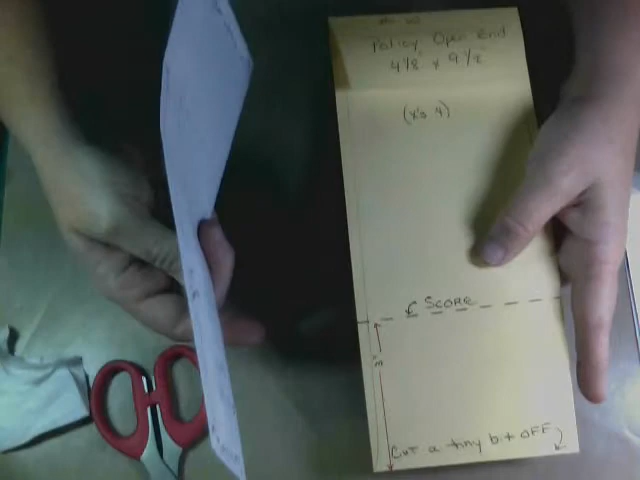 Policy Open End
4 1/8 x 9 1/2
(x's 4)
SCORE
CUT a tiny bit OFF